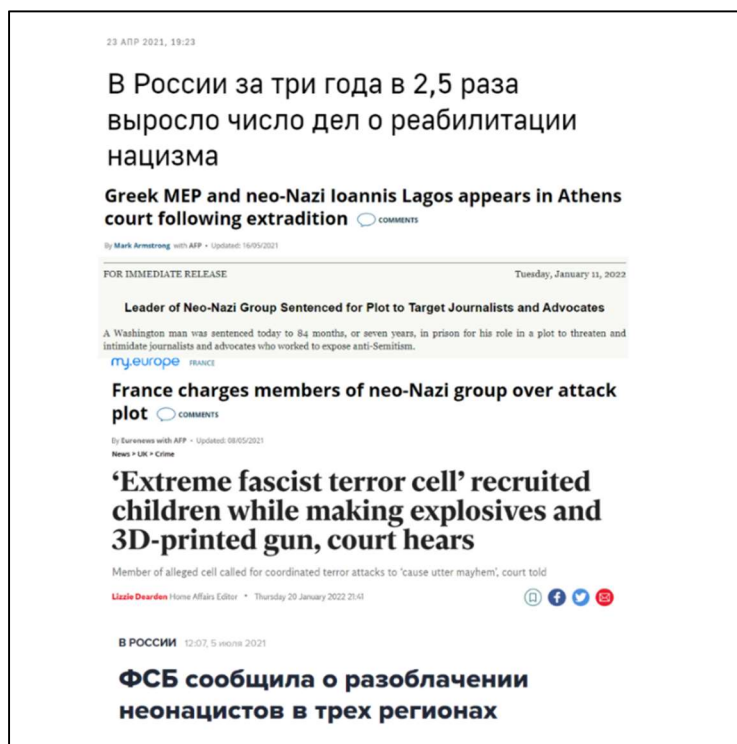 23 АПР 2021, 19:23
В России за три года в 2,5 раза
выросло число дел о реабилитации
нацизма
Greek MEP and neo-Nazi Ioannis Lagos appears in Athens
court following extradition COMMENTS
By Mark Armstrong with AFP • Updated: 16/05/2021
FOR IMMEDIATE RELEASE Tuesday, January 11, 2022
Leader of Neo-Nazi Group Sentenced for Plot to Target Journalists and Advocates
A Washington man was sentenced today to 84 months, or seven years, in prison for his role in a plot to threaten and
intimidate journalists and advocates who worked to expose anti-Semitism.
my.europe FRANCE
France charges members of neo-Nazi group over attack
plot COMMENTS
By Euronews with AFP • Updated: 08/05/2021
News > UK > Crime
‘Extreme fascist terror cell’ recruited
children while making explosives and
3D-printed gun, court hears
Member of alleged cell called for coordinated terror attacks to ‘cause utter mayhem’, court told
Lizzie Dearden Home Affairs Editor • Thursday 20 January 2022 21:41
В РОССИИ 12:07, 5 июля 2021
ФСБ сообщила о разоблачении
неонацистов в трех регионах